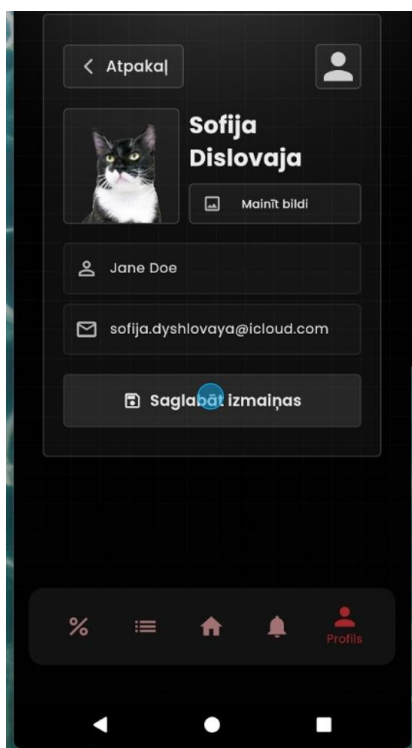 Atpakaļ
Sofija
Dislovaja
Mainīt bildi
Jane Doe
sofija.dyshlovaya@icloud.com
Saglabāt izmaiņas
Profils